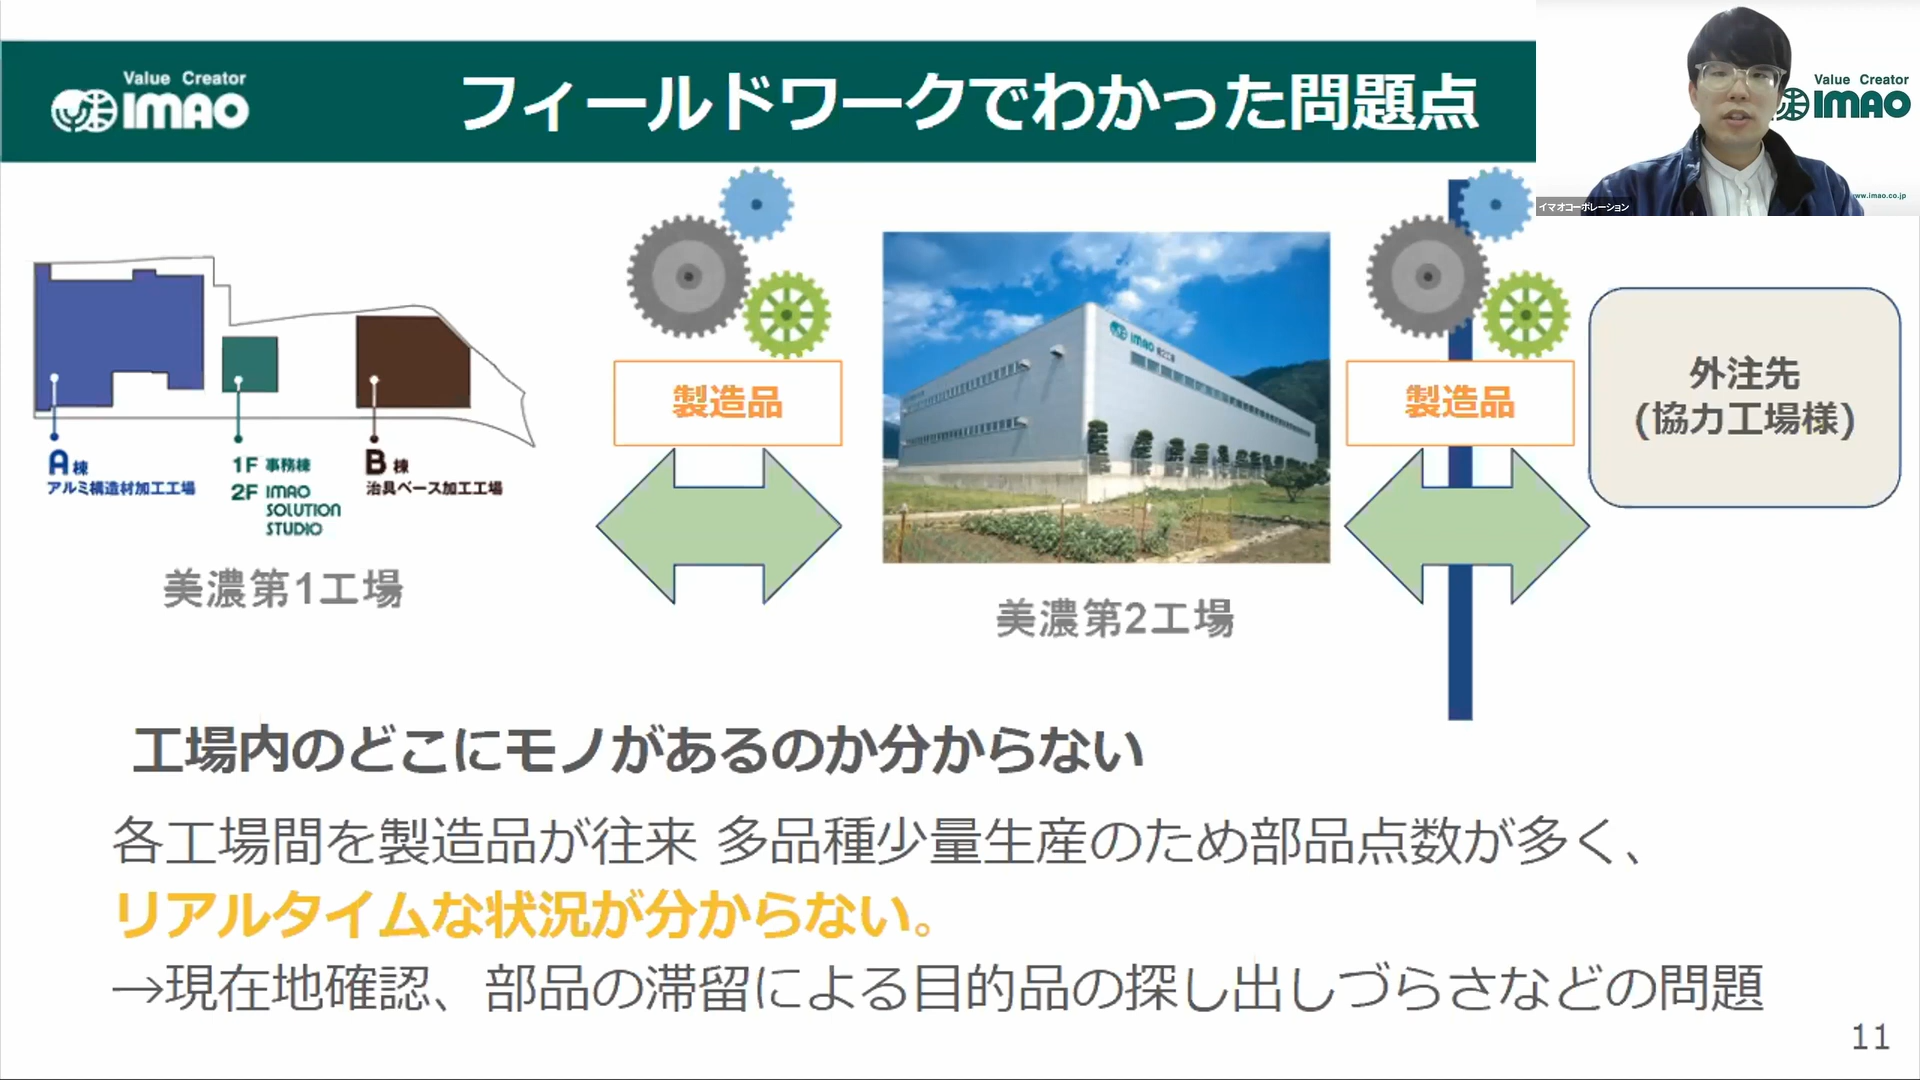 Value Creator
IMAO
フィールドワークでわかった問題点
Value Creator
IMAO
www.imao.co.jp
イマオコーポレーション
製造品
製造品
外注先
(協力工場様)
IMAO 第2工場
A棟
アルミ構造材加工工場
1F 事務棟
2F IMAO
SOLUTION
STUDIO
B棟
治具ベース加工工場
美濃第1工場
美濃第2工場
工場内のどこにモノがあるのか分からない
各工場間を製造品が往来 多品種少量生産のため部品点数が多く、
リアルタイムな状況が分からない。
→現在地確認、部品の滞留による目的品の探し出しづらさなどの問題
11